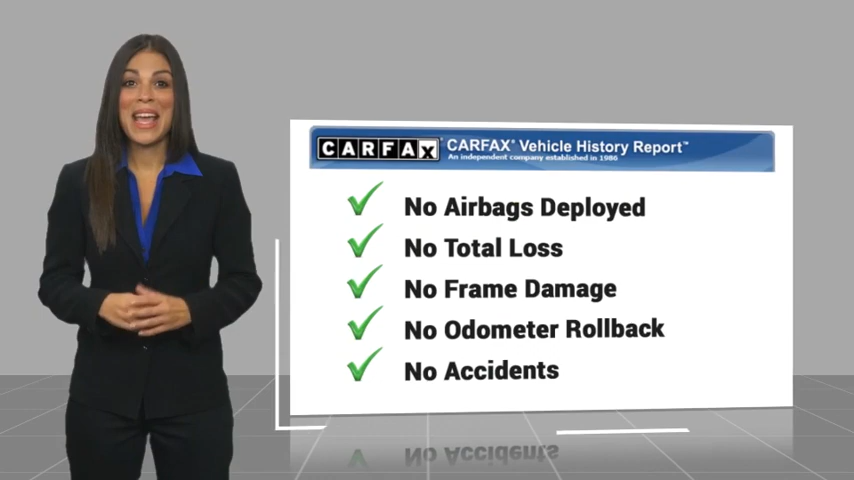 CARFAX® CARFAX® Vehicle History Report™
An independent company established in 1986
No Airbags Deployed
No Total Loss
No Frame Damage
No Odometer Rollback
No Accidents
No Accidents